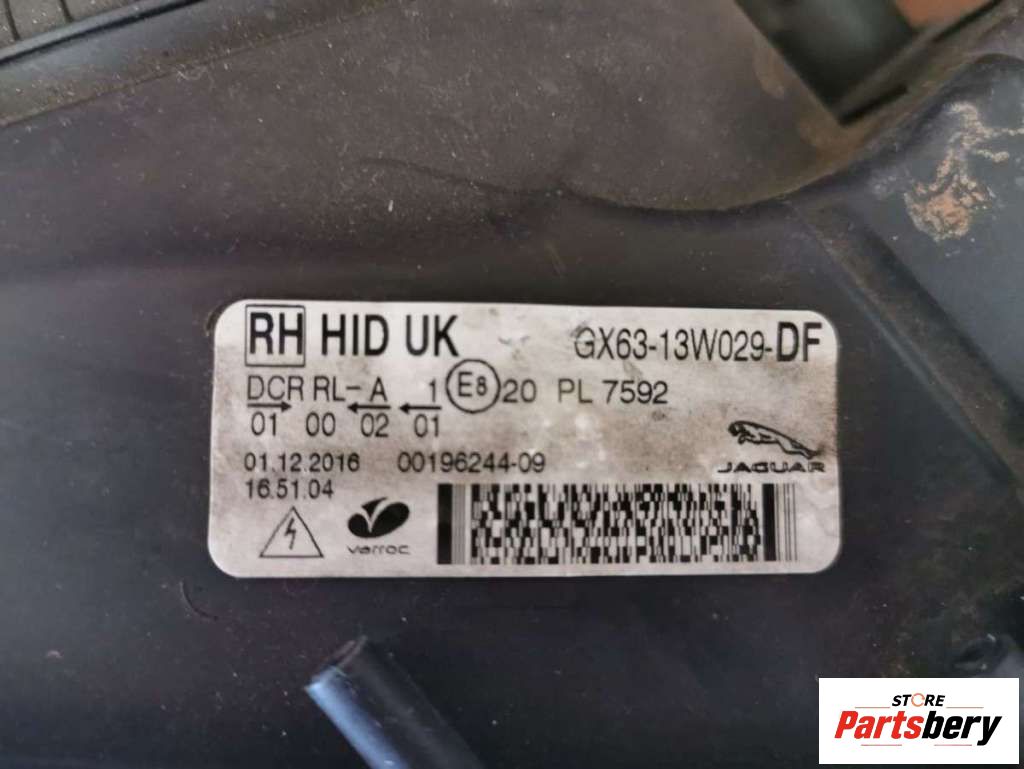 RH HID UK GX63-13W029-DF
DCR RL- A 1 E8 20 PL 7592
01 00 02 01
01.12.2016 00196244-09
16.51.04
JAGUAR
varroc
STORE
Partsbery